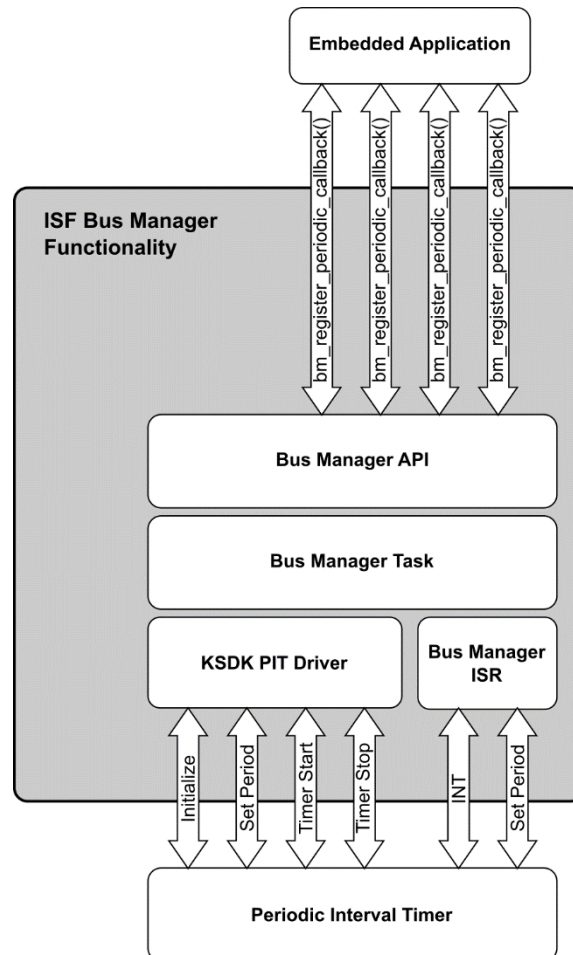 Embedded Application
bm_register_periodic_callback()
bm_register_periodic_callback()
bm_register_periodic_callback()
bm_register_periodic_callback()
ISF Bus Manager
Functionality
Bus Manager API
Bus Manager Task
KSDK PIT Driver
Bus Manager
ISR
Initialize
Set Period
Timer Start
Timer Stop
INT
Set Period
Periodic Interval Timer